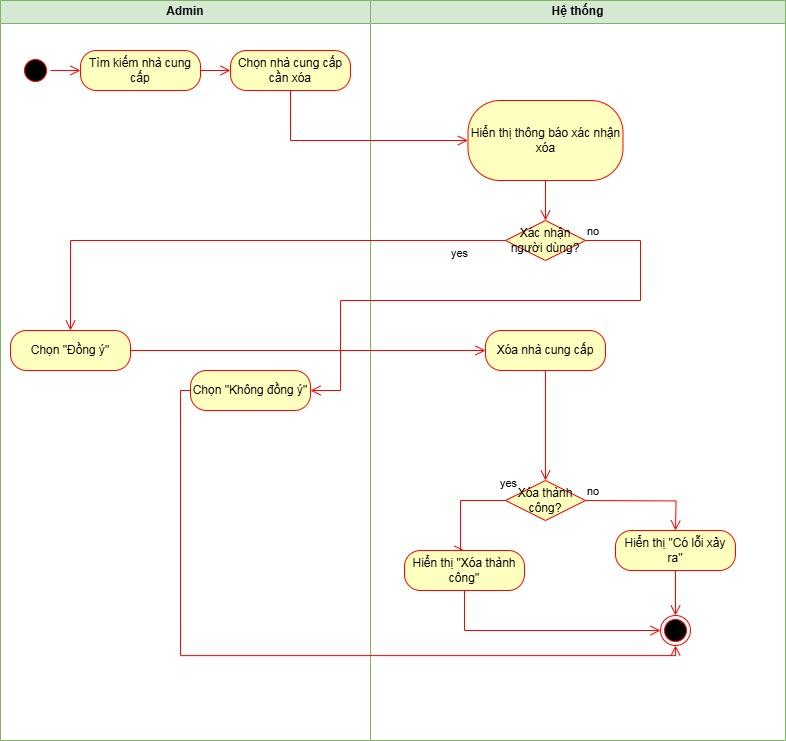 Admin
Hệ thống
Tìm kiếm nhà cung
cấp
Chọn nhà cung cấp
cần xóa
Hiển thị thông báo xác nhận
xóa
Xác nhận
người dùng?
no
yes
Chọn "Đồng ý"
Xóa nhà cung cấp
Chọn "Không đồng ý"
yes
Xóa thành
công?
no
Hiển thị "Có lỗi xảy
ra"
Hiển thị "Xóa thành
công"